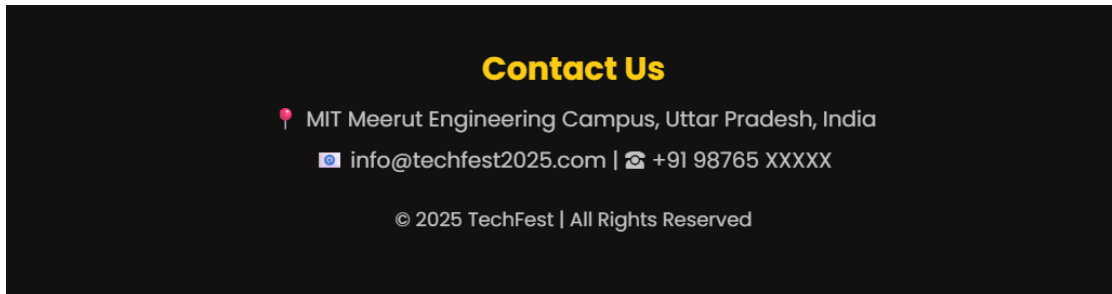 Contact Us
📍 MIT Meerut Engineering Campus, Uttar Pradesh, India
📧 info@techfest2025.com | ☎ +91 98765 XXXXX
© 2025 TechFest | All Rights Reserved